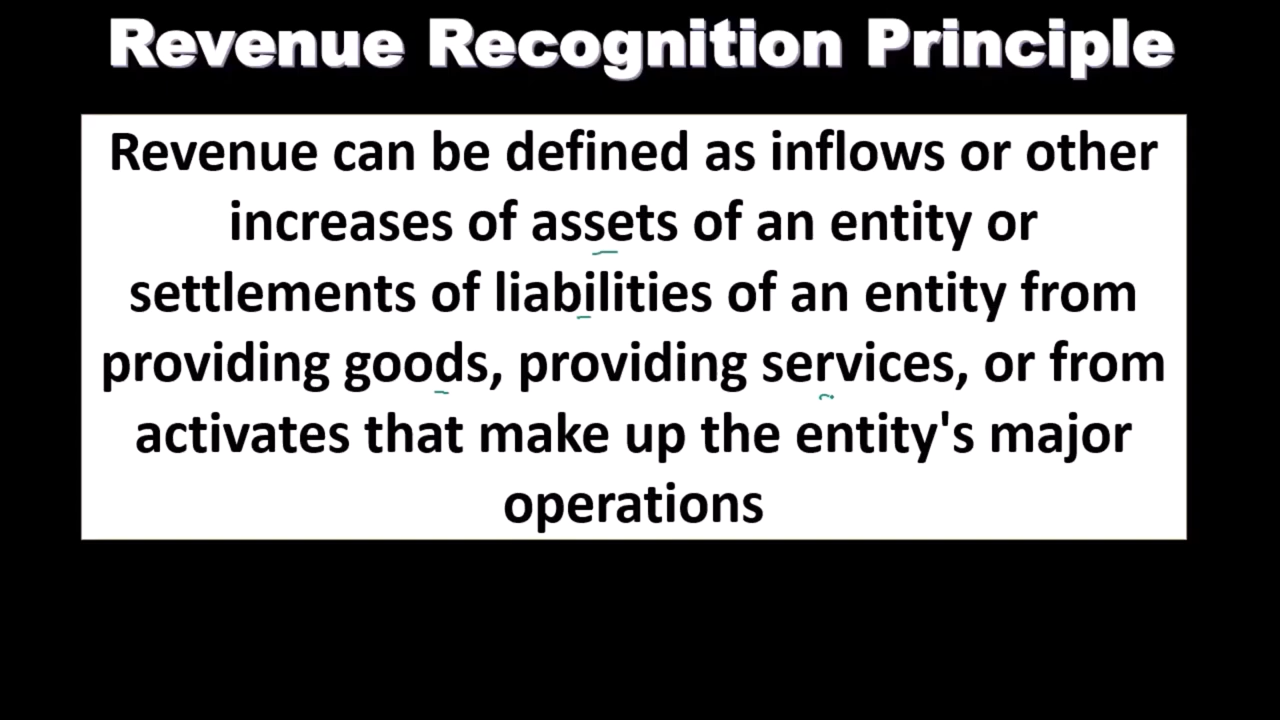 Revenue Recognition Principle
Revenue can be defined as inflows or other
increases of assets of an entity or
settlements of liabilities of an entity from
providing goods, providing services, or from
activates that make up the entity's major
operations